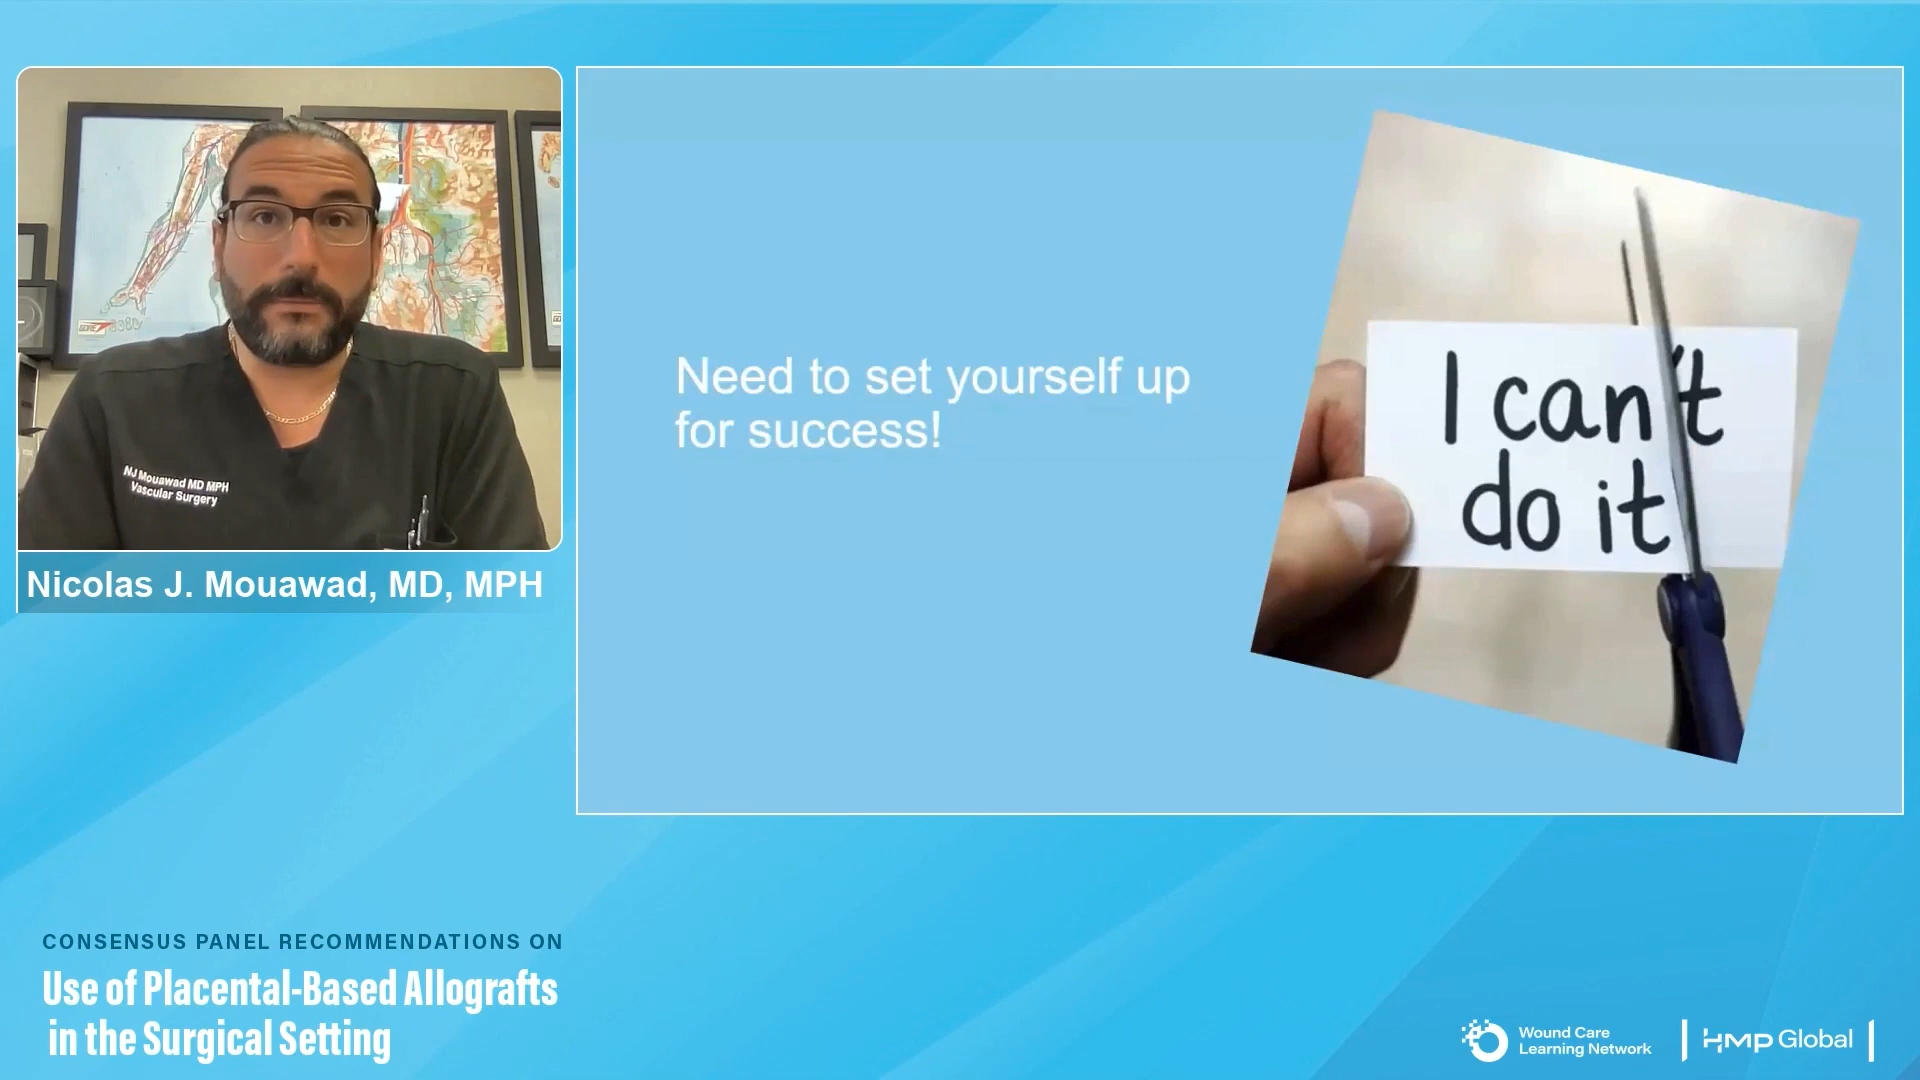 NJ Mouawad MD MPH
Vascular Surgery
Nicolas J. Mouawad, MD, MPH
Need to set yourself up
for success!
I can't
do it
CONSENSUS PANEL RECOMMENDATIONS ON
Use of Placental-Based Allografts
in the Surgical Setting
Wound Care
Learning Network
HMP Global